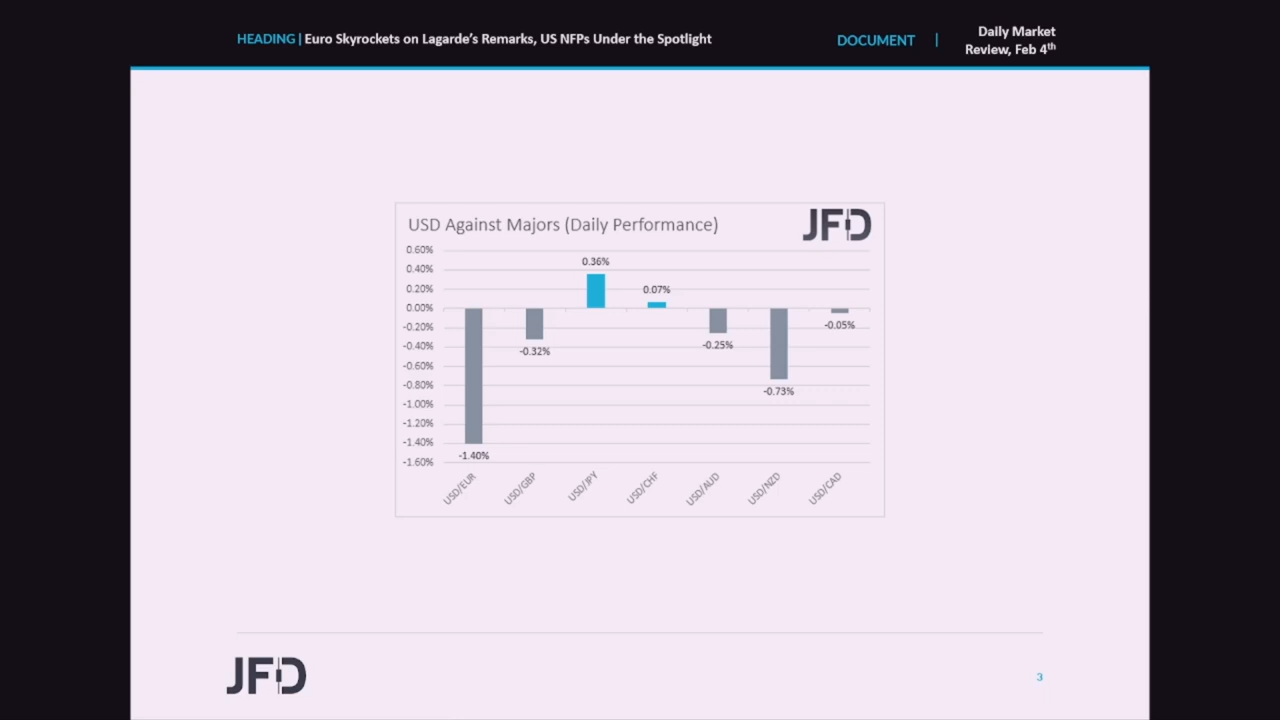 HEADING | Euro Skyrockets on Lagarde's Remarks, US NFPs Under the Spotlight
DOCUMENT |
Daily Market
Review, Feb 4th
USD Against Majors (Daily Performance)
JFD
0.60%
0.40%
0.20%
0.00%
-0.20%
-0.40%
-0.60%
-0.80%
-1.00%
-1.20%
-1.40%
-1.60%
-1.40%
-0.32%
0.36%
0.07%
-0.25%
-0.73%
-0.05%
USD/EUR
USD/GBP
USD/JPY
USD/CHF
USD/AUD
USD/NZD
USD/CAD
JFD
3